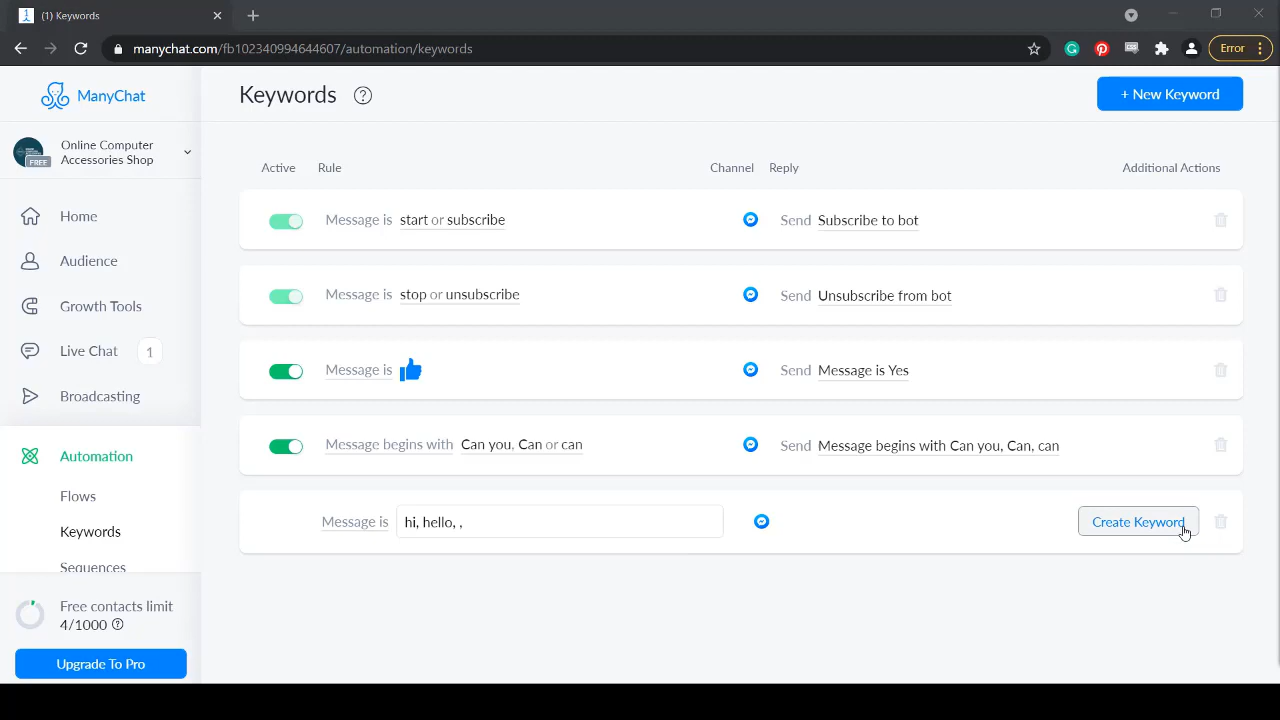 (1) Keywords
manychat.com/fb102340994644607/automation/keywords
Error
ManyChat
Keywords
+ New Keyword
Online Computer
Accessories Shop
FREE
Active Rule Channel Reply Additional Actions
Message is start or subscribe Send Subscribe to bot
Home
Audience
Message is stop or unsubscribe Send Unsubscribe from bot
Growth Tools
Live Chat 1
Message is Send Message is Yes
Broadcasting
Message begins with Can you, Can or can Send Message begins with Can you, Can, can
Automation
Flows
Message is hi, hello, , Create Keyword
Keywords
Sequences
Free contacts limit
4/1000
Upgrade To Pro